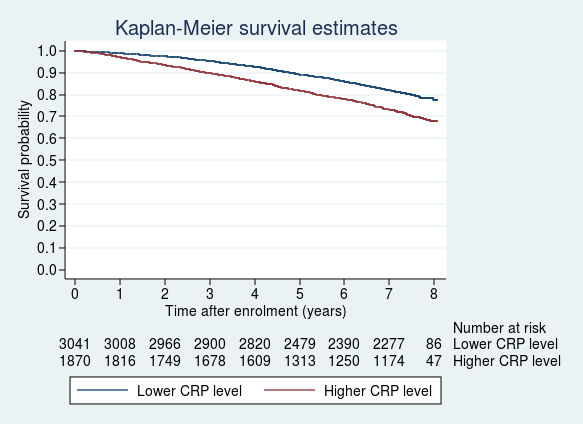 Kaplan-Meier survival estimates
Survival probability
1.0
0.9
0.8
0.7
0.6
0.5
0.4
0.3
0.2
0.1
0.0
0 1 2 3 4 5 6 7 8
Time after enrolment (years)
Number at risk
3041 3008 2966 2900 2820 2479 2390 2277 86 Lower CRP level
1870 1816 1749 1678 1609 1313 1250 1174 47 Higher CRP level
Lower CRP level Higher CRP level